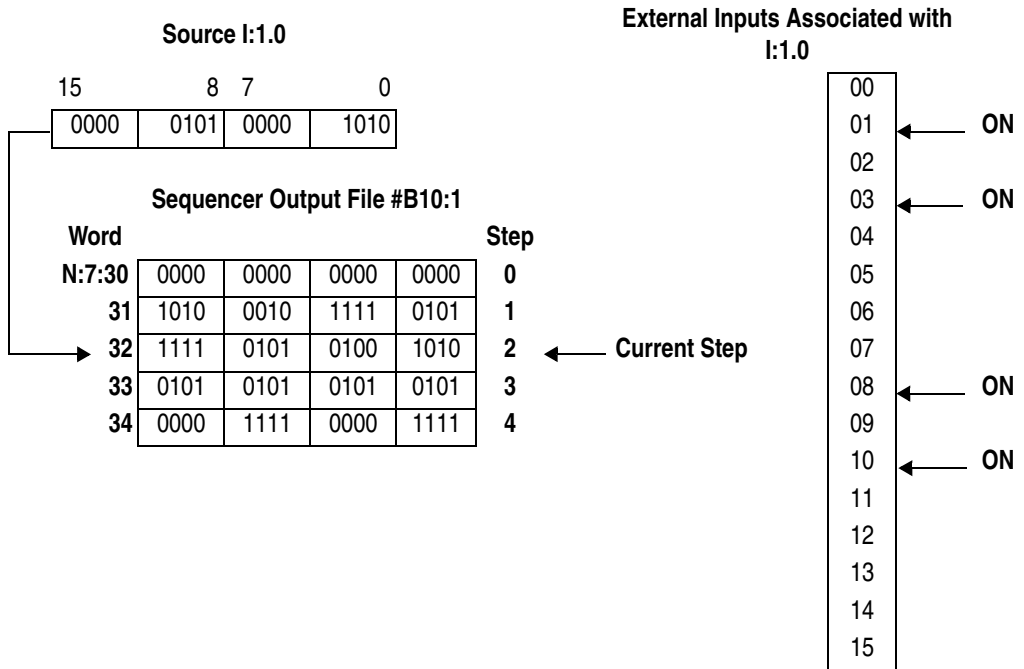 Source I:1.0
15 8 7 0
0000 0101 0000 1010
Sequencer Output File #B10:1
Word Step
N:7:30 0000 0000 0000 0000 0
31 1010 0010 1111 0101 1
32 1111 0101 0100 1010 2 Current Step
33 0101 0101 0101 0101 3
34 0000 1111 0000 1111 4
External Inputs Associated with
I:1.0
00
01 ON
02
03 ON
04
05
06
07
08 ON
09
10 ON
11
12
13
14
15